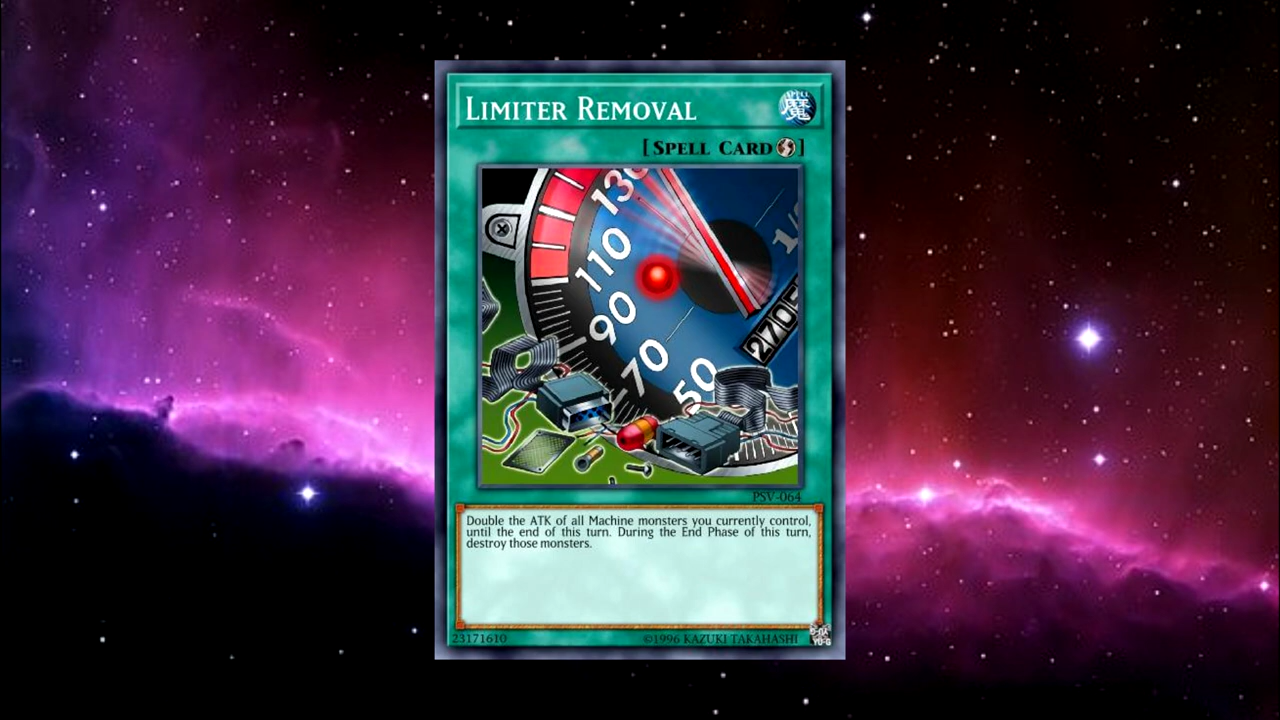 LIMITER REMOVAL
SPELL
魔
[SPELL CARD]
130
110
90
70
50
PSV-064
Double the ATK of all Machine monsters you currently control,
until the end of this turn. During the End Phase of this turn,
destroy those monsters.
23171610
©1996 KAZUKI TAKAHASHI